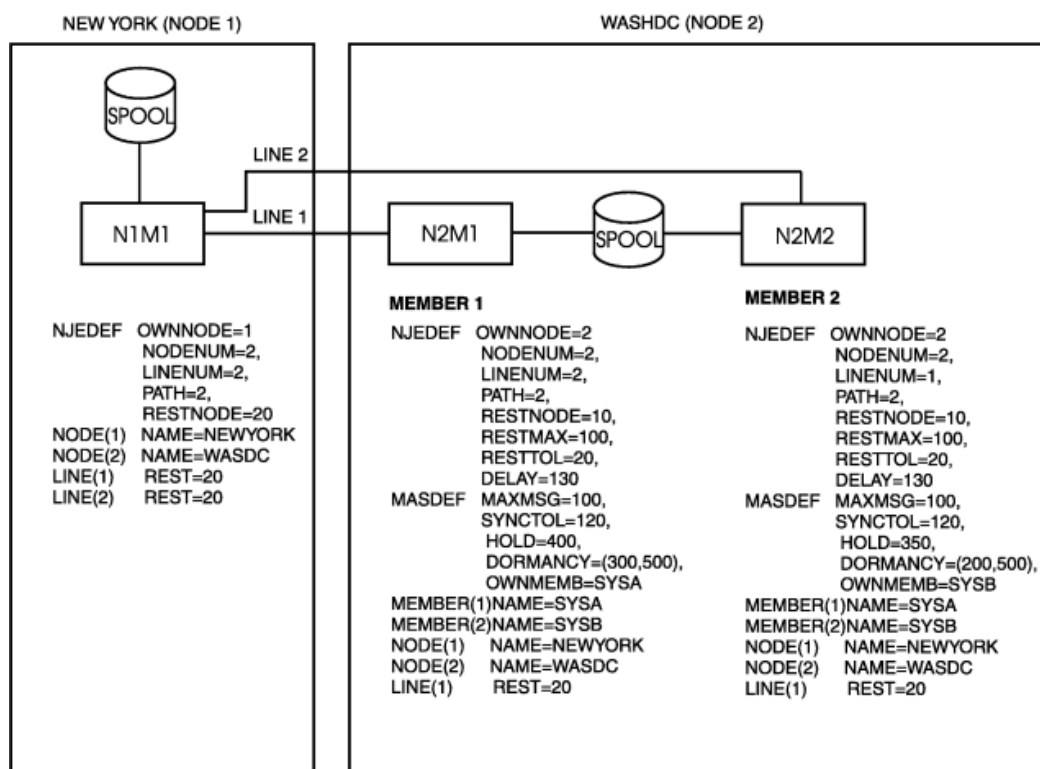 NEW YORK (NODE 1)
WASHDC (NODE 2)
SPOOL
LINE 2
LINE 1
N1M1
N2M1
SPOOL
N2M2
NJEDEF OWNNODE=1
NODENUM=2,
LINENUM=2,
PATH=2,
RESTNODE=20
NODE(1) NAME=NEWYORK
NODE(2) NAME=WASDC
LINE(1) REST=20
LINE(2) REST=20
MEMBER 1
NJEDEF OWNNODE=2
NODENUM=2,
LINENUM=2,
PATH=2,
RESTNODE=10,
RESTMAX=100,
RESTTOL=20,
DELAY=130
MASDEF MAXMSG=100,
SYNCTOL=120,
HOLD=400,
DORMANCY=(300,500),
OWNMEMB=SYSA
MEMBER(1)NAME=SYSA
MEMBER(2)NAME=SYSB
NODE(1) NAME=NEWYORK
NODE(2) NAME=WASDC
LINE(1) REST=20
MEMBER 2
NJEDEF OWNNODE=2
NODENUM=2,
LINENUM=1,
PATH=2,
RESTNODE=10,
RESTMAX=100,
RESTTOL=20,
DELAY=130
MASDEF MAXMSG=100,
SYNCTOL=120,
HOLD=350,
DORMANCY=(200,500),
OWNMEMB=SYSB
MEMBER(1)NAME=SYSA
MEMBER(2)NAME=SYSB
NODE(1) NAME=NEWYORK
NODE(2) NAME=WASDC
LINE(1) REST=20